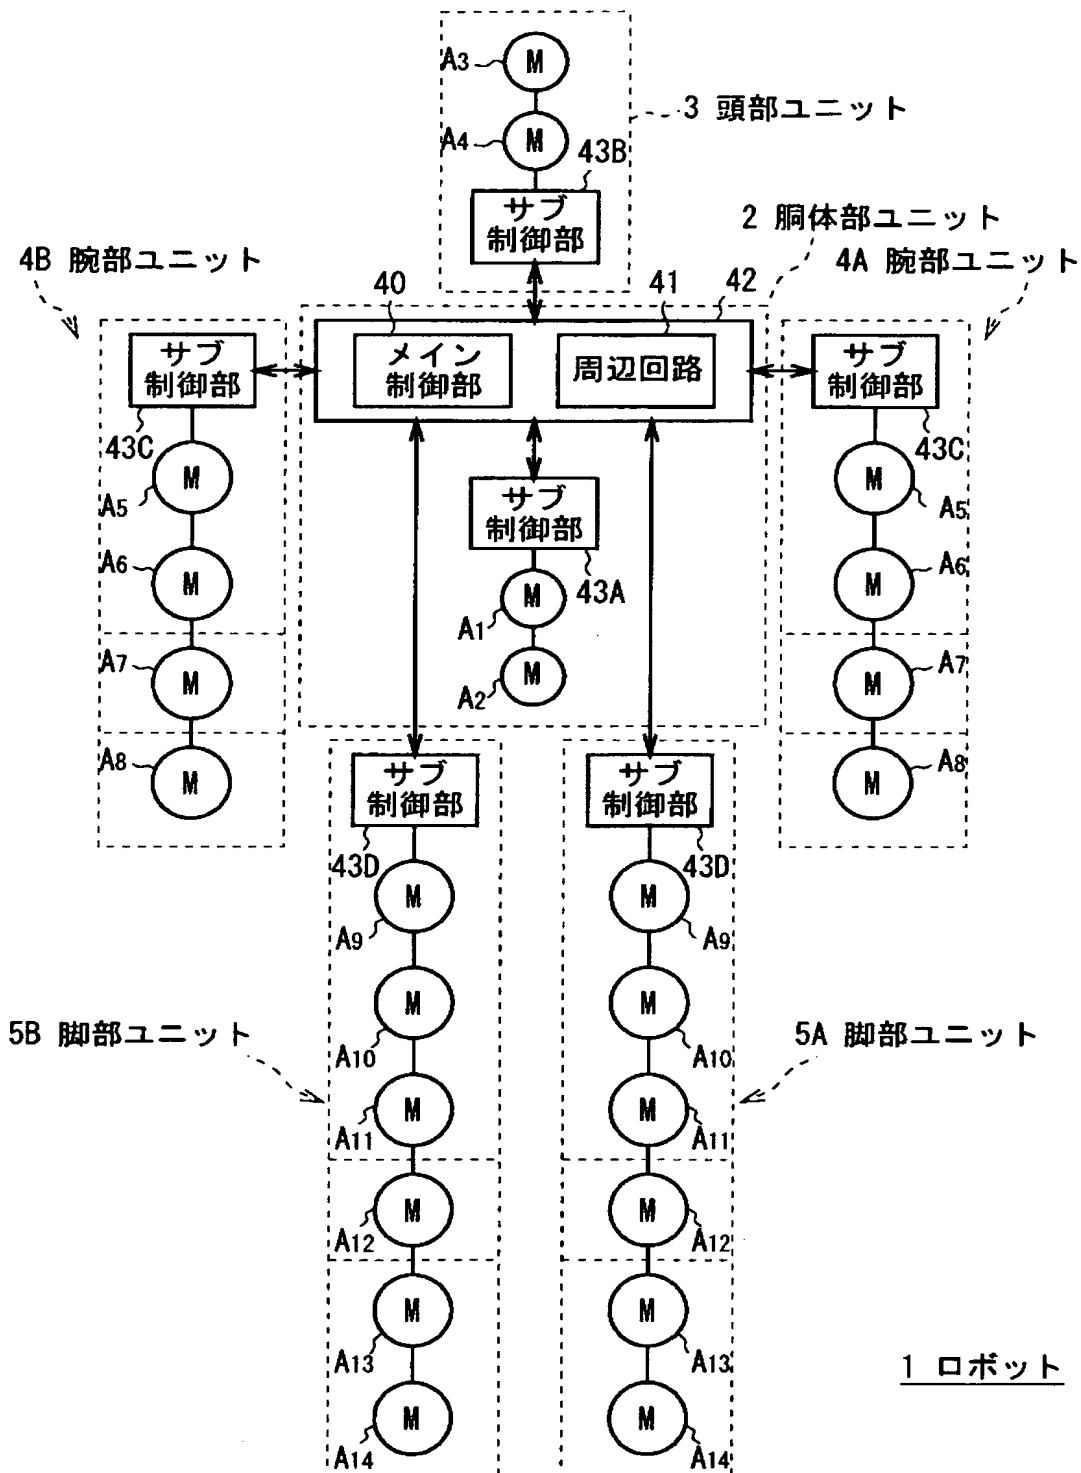 A3
M
3 頭部ユニット
A4
M
43B
サブ
制御部
2 胴体部ユニット
4B 腕部ユニット
4A 腕部ユニット
40
41
42
サブ
制御部
メイン
制御部
周辺回路
サブ
制御部
43C
43C
A5
M
サブ
制御部
M
A5
A6
M
43A
M
A6
A1
M
A7
M
A2
M
M
A7
A8
M
サブ
制御部
サブ
制御部
M
A8
43D
43D
M
A9
M
A9
M
A10
M
A10
5B 脚部ユニット
5A 脚部ユニット
M
A11
M
A11
M
A12
M
A12
M
A13
M
A13
1 ロボット
M
A14
M
A14